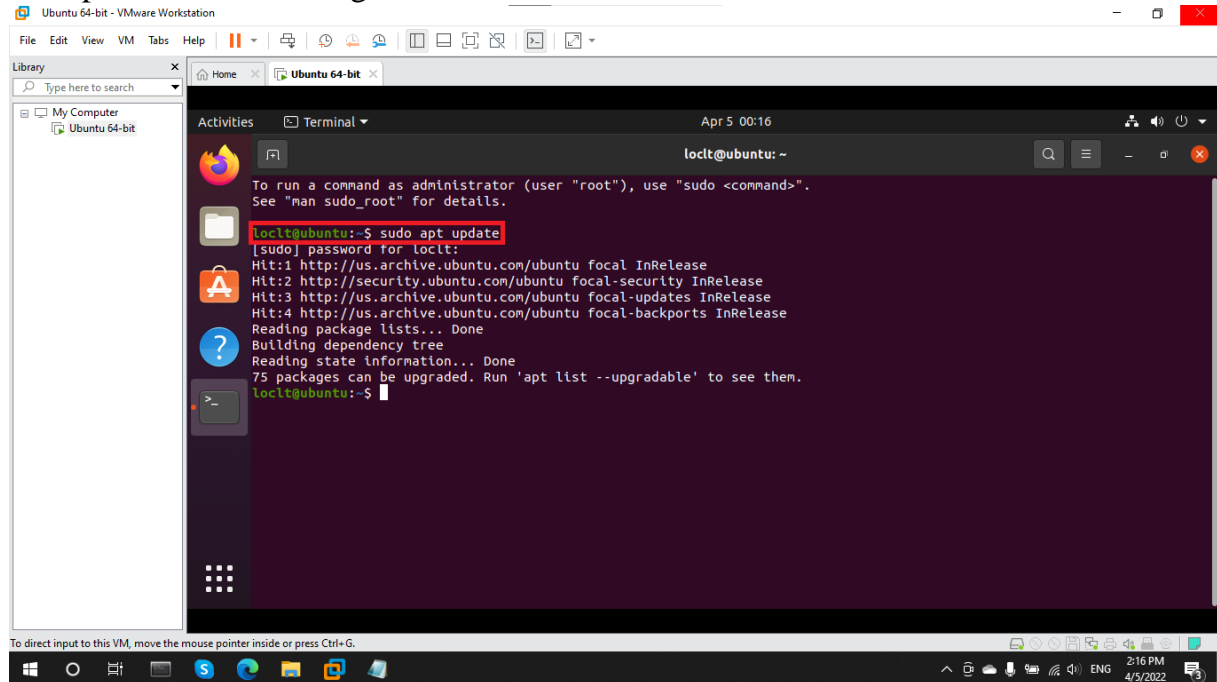 Ubuntu 64-bit - VMware Workstation
File Edit View VM Tabs Help
Library
Type here to search
My Computer
Ubuntu 64-bit
Home
Ubuntu 64-bit
Activities Terminal Apr 5 00:16
loclt@ubuntu: ~
To run a command as administrator (user "root"), use "sudo <command>".
See "man sudo_root" for details.
loclt@ubuntu:~$ sudo apt update
[sudo] password for loclt:
Hit:1 http://us.archive.ubuntu.com/ubuntu focal InRelease
Hit:2 http://security.ubuntu.com/ubuntu focal-security InRelease
Hit:3 http://us.archive.ubuntu.com/ubuntu focal-updates InRelease
Hit:4 http://us.archive.ubuntu.com/ubuntu focal-backports InRelease
Reading package lists... Done
Building dependency tree
Reading state information... Done
75 packages can be upgraded. Run 'apt list --upgradable' to see them.
loclt@ubuntu:~$
To direct input to this VM, move the mouse pointer inside or press Ctrl+G.
ENG
2:16 PM
4/5/2022
3